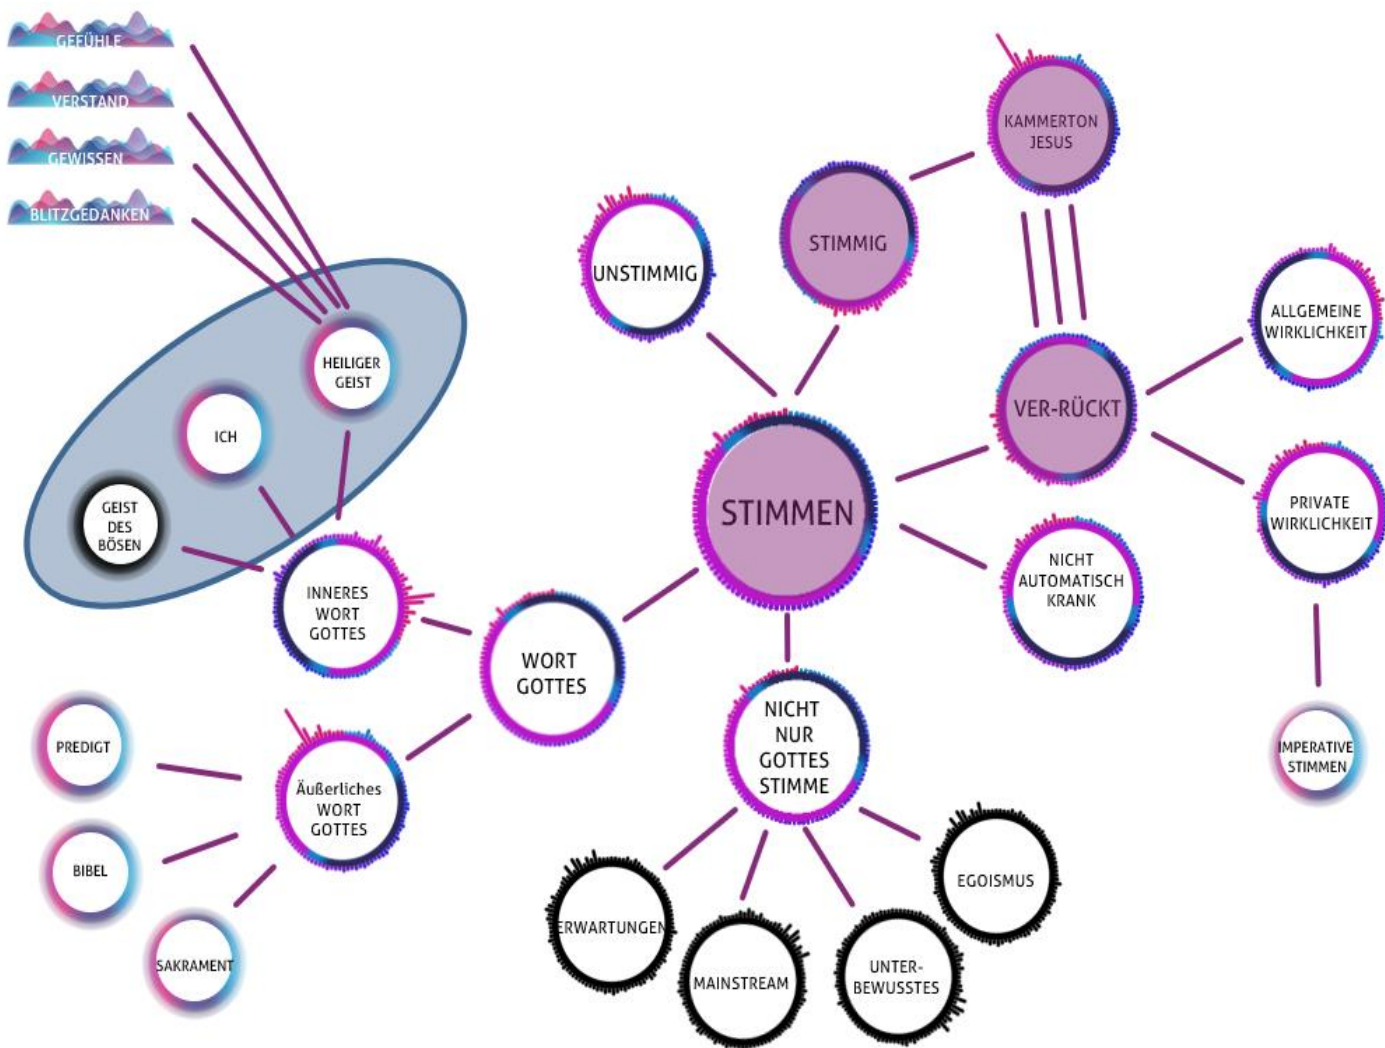 GEFÜHLE
VERSTAND
GEWISSEN
BLITZGEDANKEN
HEILIGER
GEIST
ICH
GEIST
DES
BÖSEN
INNERES
WORT
GOTTES
WORT
GOTTES
Äußerliches
WORT
GOTTES
PREDIGT
BIBEL
SAKRAMENT
UNSTIMMIG
STIMMIG
KAMMERTON
JESUS
STIMMEN
VER-RÜCKT
ALLGEMEINE
WIRKLICHKEIT
PRIVATE
WIRKLICHKEIT
IMPERATIVE
STIMMEN
NICHT
AUTOMATISCH
KRANK
NICHT
NUR
GOTTES
STIMME
ERWARTUNGEN
MAINSTREAM
UNTER-
BEWUSSTES
EGOISMUS